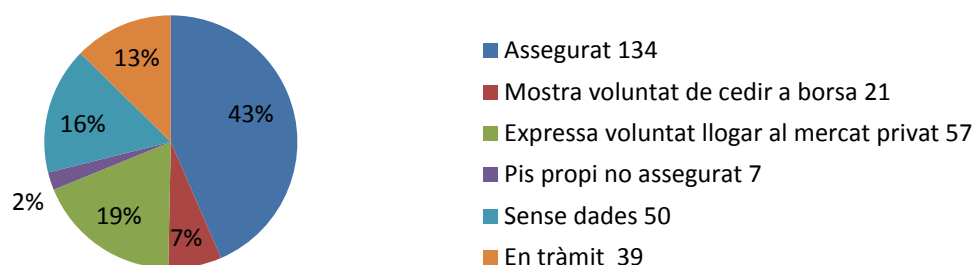 13%
43%
16%
2%
19%
7%
Assegurat 134
Mostra voluntat de cedir a borsa 21
Expressa voluntat llogar al mercat privat 57
Pis propi no assegurat 7
Sense dades 50
En tràmit 39